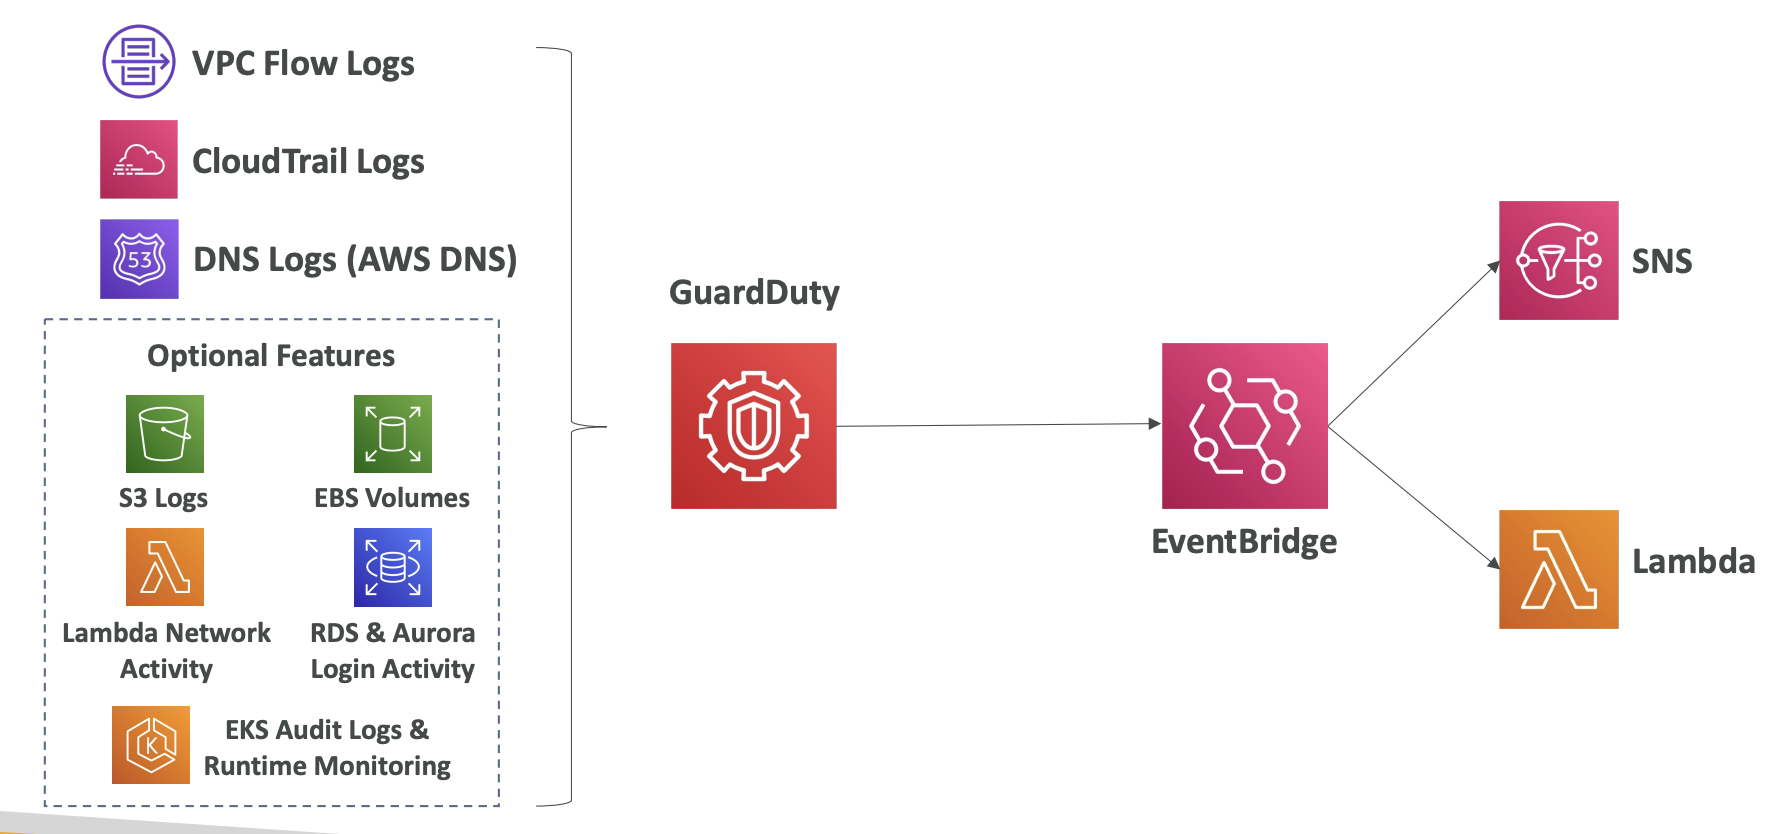 VPC Flow Logs
CloudTrail Logs
53
DNS Logs (AWS DNS)
Optional Features
S3 Logs
EBS Volumes
Lambda Network
Activity
RDS & Aurora
Login Activity
K
EKS Audit Logs &
Runtime Monitoring
GuardDuty
EventBridge
SNS
Lambda